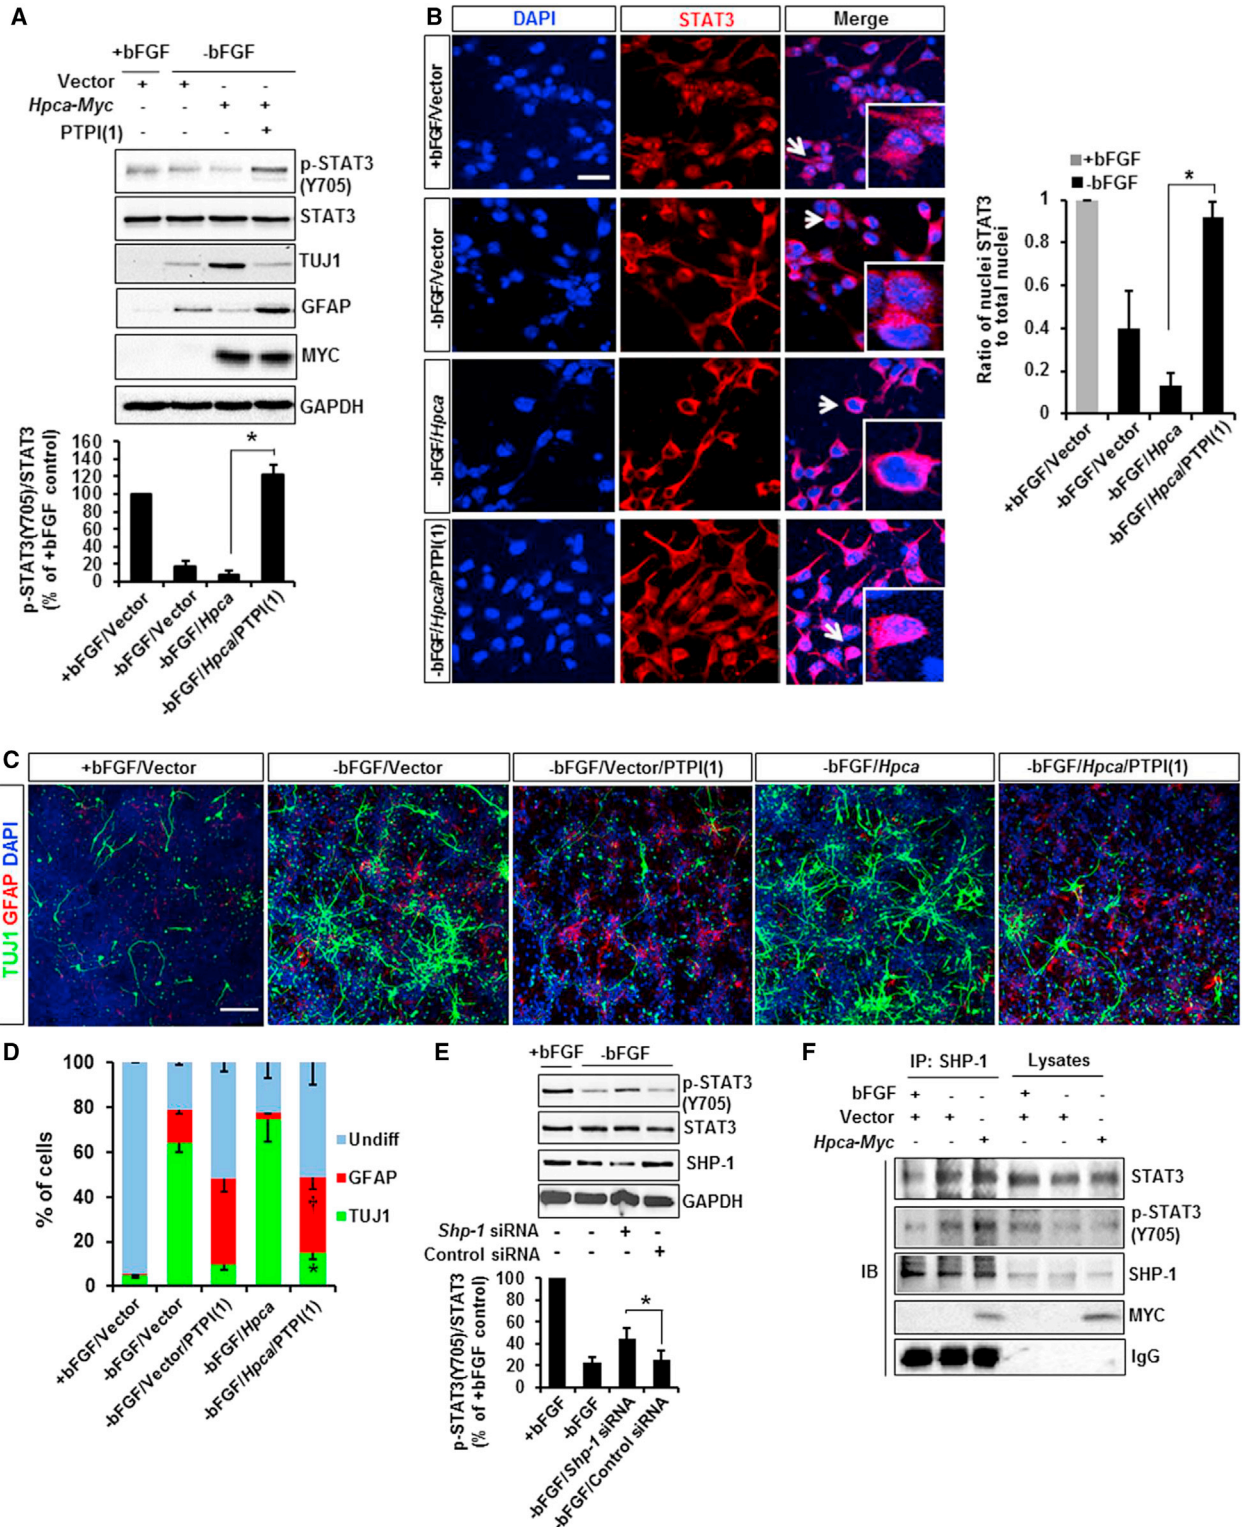 A
+bFGF -bFGF
Vector + + - -
Hpca-Myc - - + +
PTPI(1) - - - +
p-STAT3
(Y705)
STAT3
TUJ1
GFAP
MYC
GAPDH
p-STAT3(Y705)/STAT3
(% of +bFGF control)
160
140
120
100
80
60
40
20
0
*
+bFGF/Vector
-bFGF/Vector
-bFGF/Hpca
-bFGF/Hpca/PTPI(1)
B
DAPI STAT3 Merge
+bFGF/Vector
-bFGF/Vector
-bFGF/Hpca
-bFGF/Hpca/PTPI(1)
+bFGF
-bFGF
Ratio of nuclei STAT3
to total nuclei
1
0.8
0.6
0.4
0.2
0
*
+bFGF/Vector
-bFGF/Vector
-bFGF/Hpca
-bFGF/Hpca/PTPI(1)
C
+bFGF/Vector -bFGF/Vector -bFGF/Vector/PTPI(1) -bFGF/Hpca -bFGF/Hpca/PTPI(1)
TUJ1 GFAP DAPI
D
% of cells
100
80
60
40
20
0
†
*
Undiff
GFAP
TUJ1
+bFGF/Vector
-bFGF/Vector
-bFGF/Vector/PTPI(1)
-bFGF/Hpca
-bFGF/Hpca/PTPI(1)
E
+bFGF -bFGF
p-STAT3
(Y705)
STAT3
SHP-1
GAPDH
Shp-1 siRNA - - + -
Control siRNA - - - +
p-STAT3(Y705)/STAT3
(% of +bFGF control)
100
80
60
40
20
0
*
+bFGF
-bFGF
-bFGF/Shp-1 siRNA
-bFGF/Control siRNA
F
IP: SHP-1 Lysates
bFGF + - - + - -
Vector + + - + + -
Hpca-Myc - - + - - +
IB
STAT3
p-STAT3
(Y705)
SHP-1
MYC
IgG